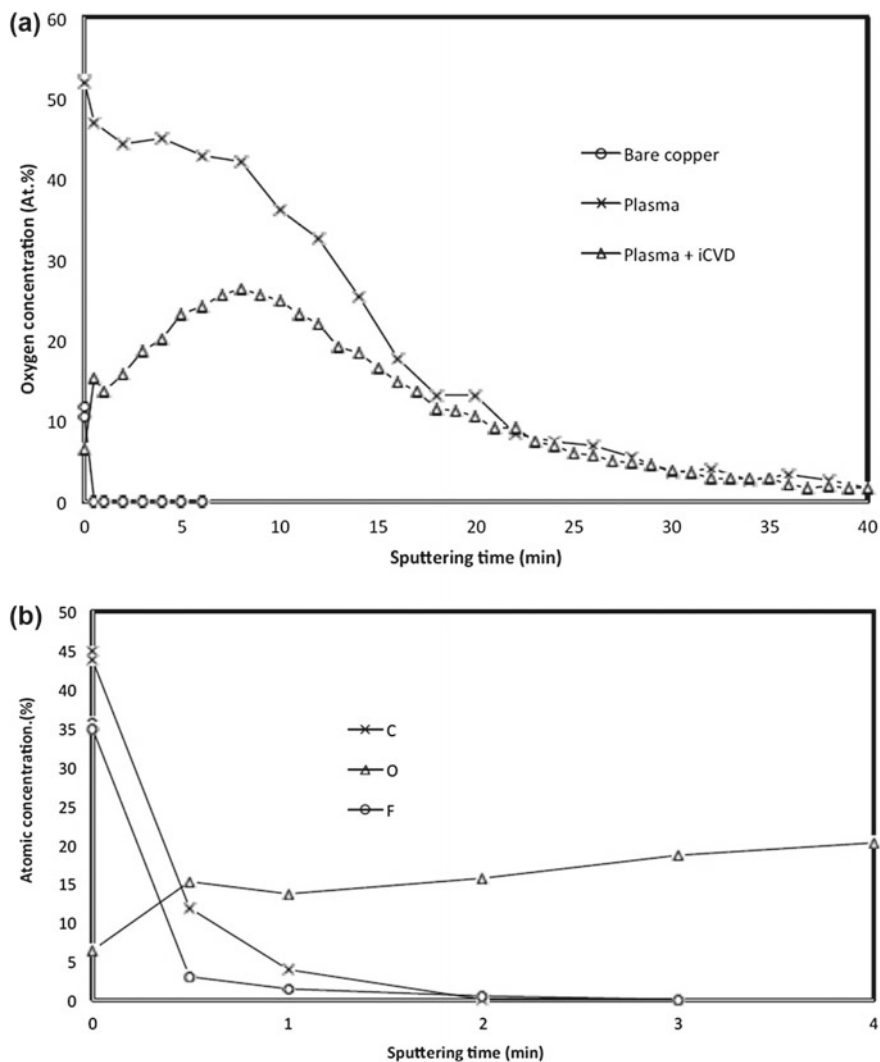 (a)
60
50
40
30
20
10
0
Oxygen concentration (At.%)
Bare copper
Plasma
Plasma + iCVD
0 5 10 15 20 25 30 35 40
Sputtering time (min)
(b)
50
45
40
35
30
25
20
15
10
5
0
Atomic concentration.(%)
C
O
F
0 1 2 3 4
Sputtering time (min)